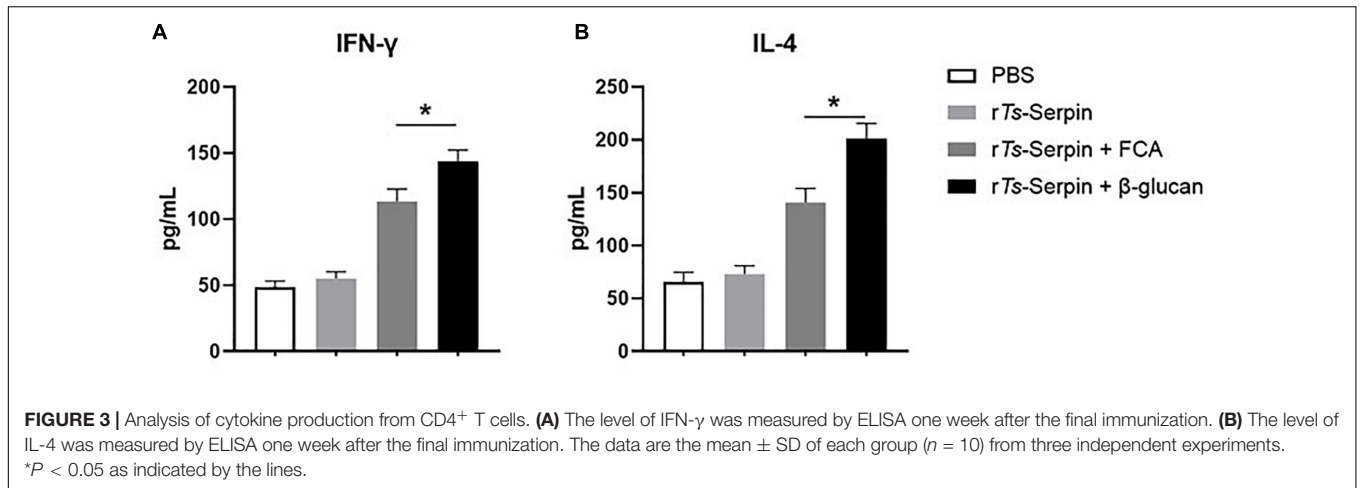 A
IFN-γ
200
150
100
50
0
pg/mL
*
B
IL-4
250
200
150
100
50
0
pg/mL
*
PBS
rTs-Serpin
rTs-Serpin + FCA
rTs-Serpin + β-glucan
FIGURE 3 | Analysis of cytokine production from CD4⁺ T cells. (A) The level of IFN-γ was measured by ELISA one week after the final immunization. (B) The level of
IL-4 was measured by ELISA one week after the final immunization. The data are the mean ± SD of each group (n = 10) from three independent experiments.
*P < 0.05 as indicated by the lines.